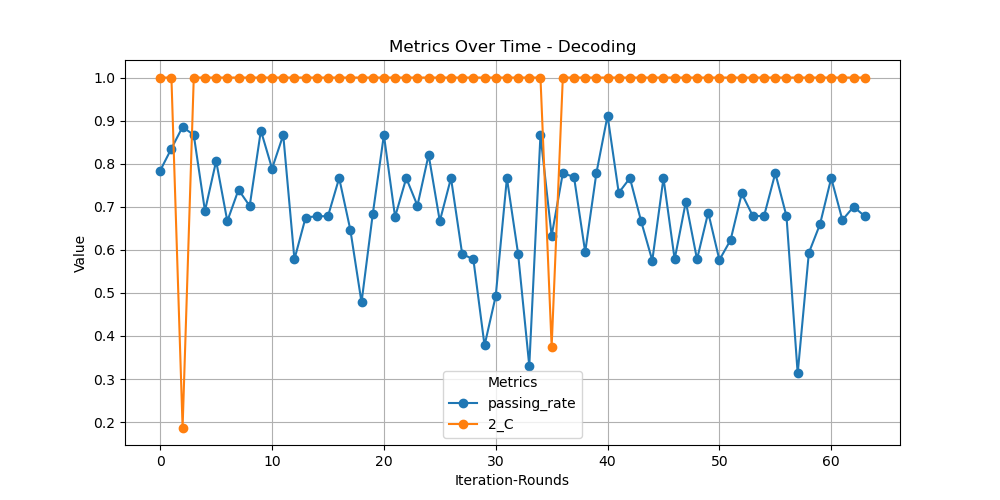 Metrics Over Time - Decoding
1.0
0.9
0.8
0.7
0.6
0.5
0.4
0.3
0.2
Value
Metrics
passing_rate
2_C
0 10 20 30 40 50 60
Iteration-Rounds